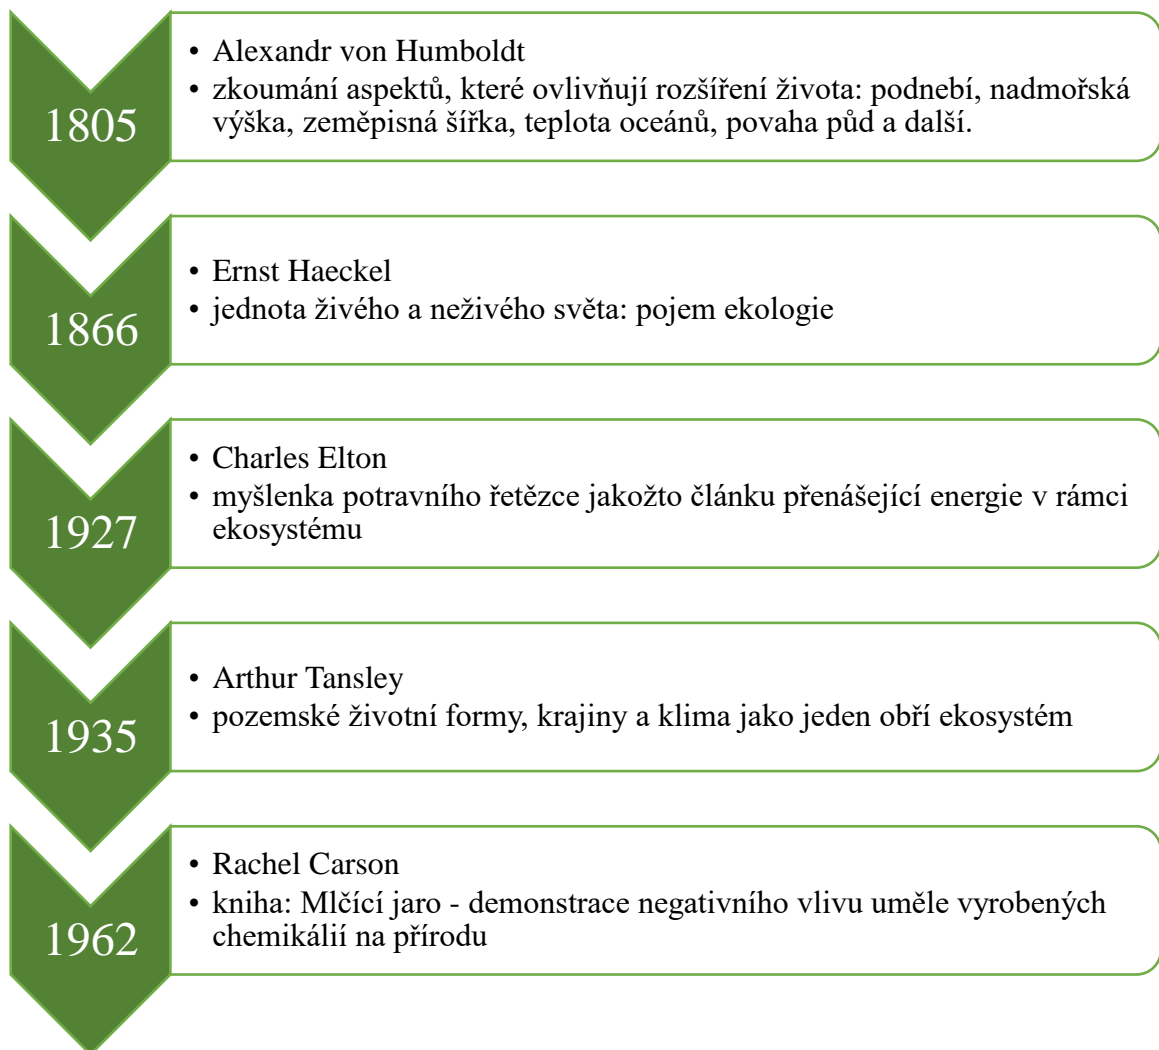 1805
• Alexandr von Humboldt
• zkoumání aspektů, které ovlivňují rozšíření života: podnebí, nadmořská
výška, zeměpisná šířka, teplota oceánů, povaha půd a další.
1866
• Ernst Haeckel
• jednota živého a neživého světa: pojem ekologie
1927
• Charles Elton
• myšlenka potravního řetězce jakožto článku přenášející energie v rámci
ekosystému
1935
• Arthur Tansley
• pozemské životní formy, krajiny a klima jako jeden obří ekosystém
1962
• Rachel Carson
• kniha: Mlčící jaro - demonstrace negativního vlivu uměle vyrobených
chemikálií na přírodu